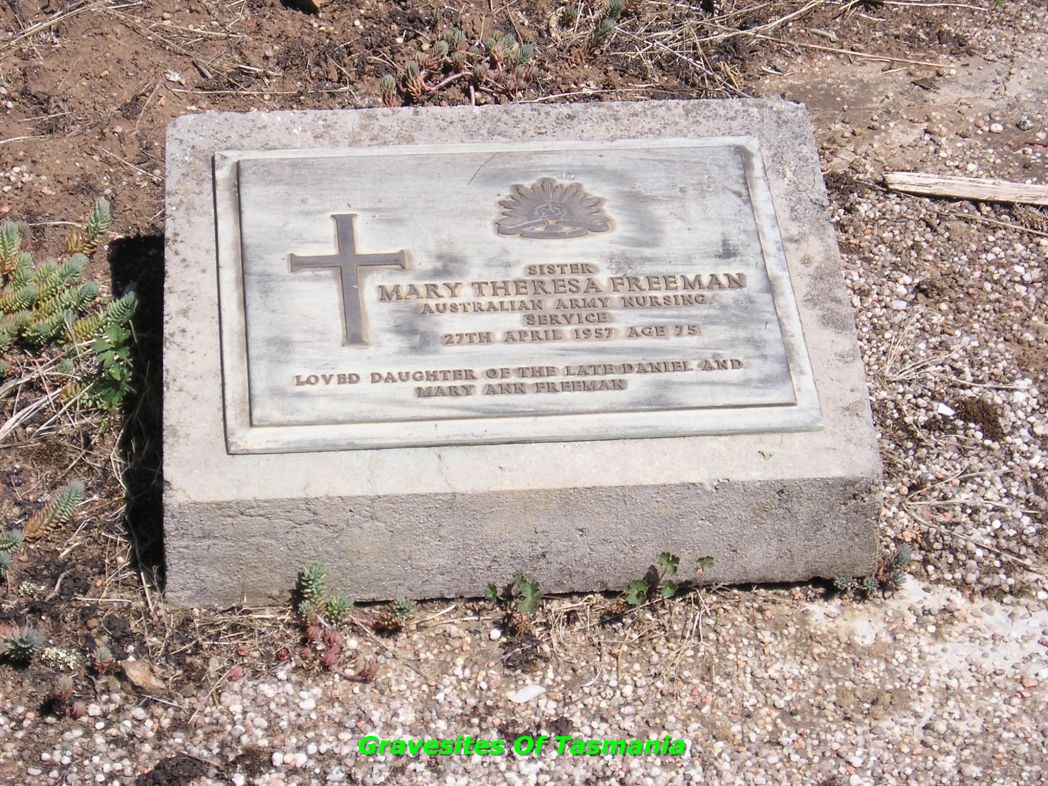 SISTER
MARY THERESA FREEMAN
AUSTRALIAN ARMY NURSING
SERVICE
27TH APRIL 1957 AGE 75
LOVED DAUGHTER OF THE LATE DANIEL AND
MARY ANN FREEMAN
Gravesites Of Tasmania